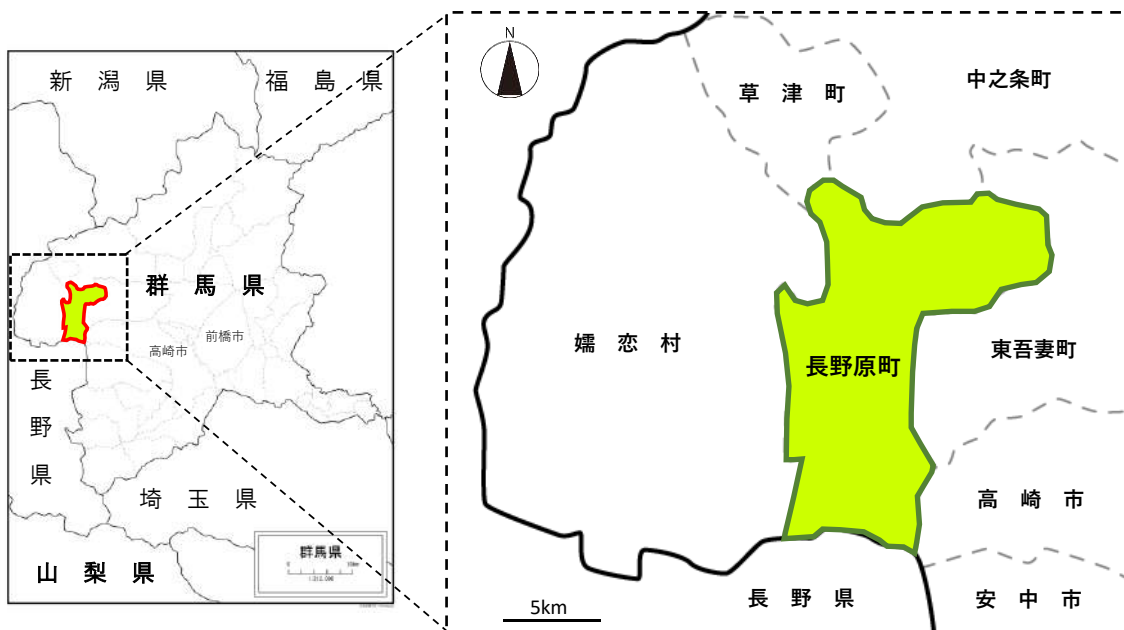 新潟県
福島県
群馬県
前橋市
高崎市
長野県
埼玉県
山梨県
群馬県
0
N
草津町
中之条町
嬬恋村
長野原町
東吾妻町
高崎市
長野県
安中市
5km